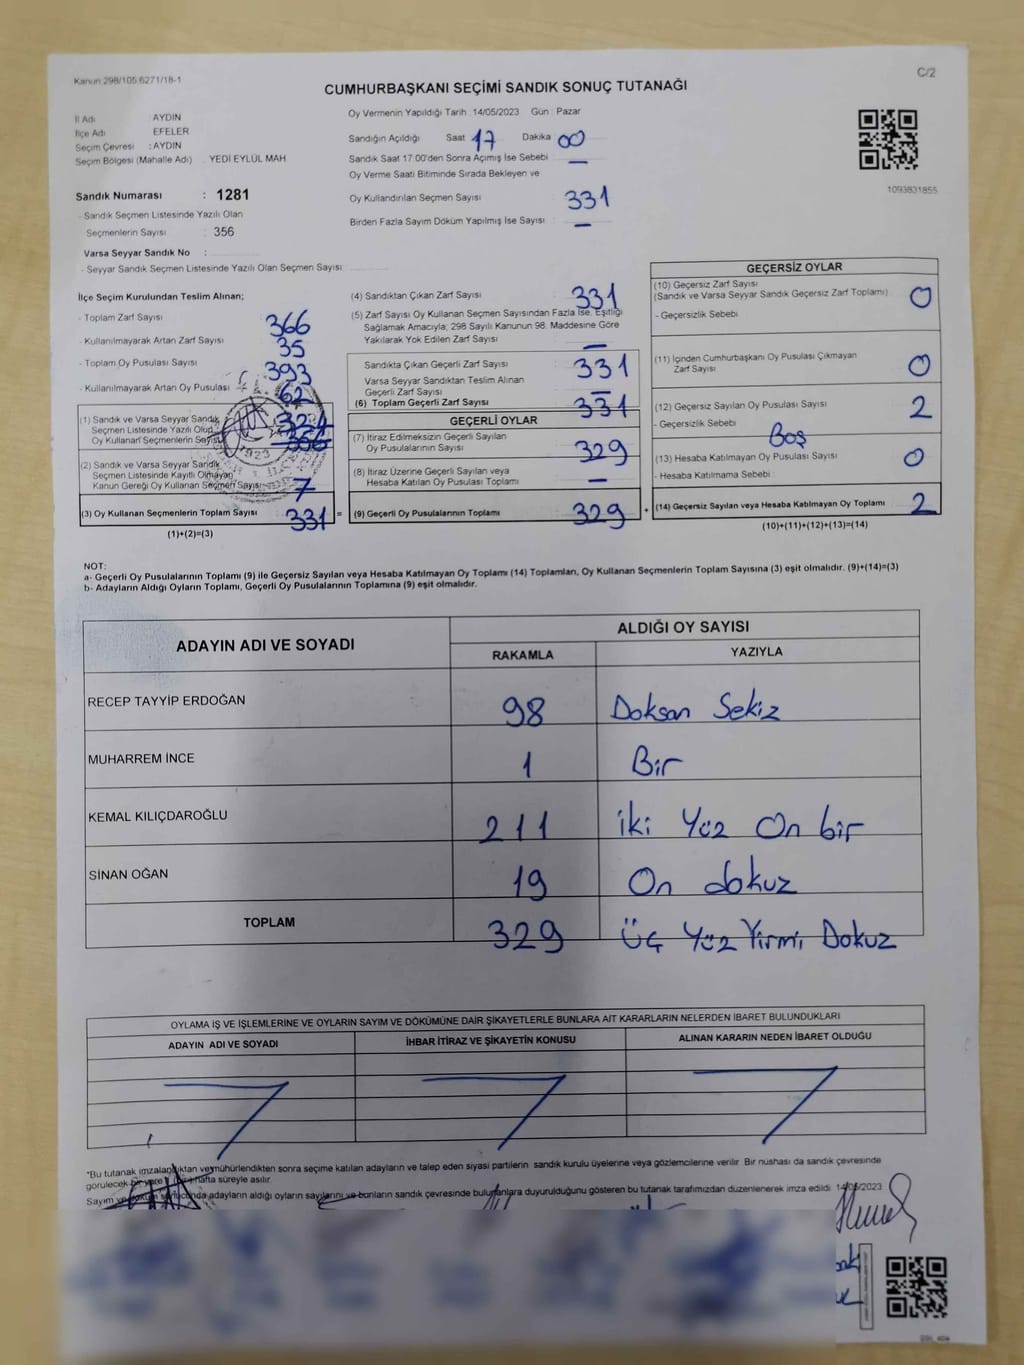 Kanun 298/105 6271/18-1
C/2
CUMHURBAŞKANI SEÇİMİ SANDIK SONUÇ TUTANAĞI
İl Adı AYDIN
İlçe Adı EFELER
Seçim Çevresi : AYDIN
Seçim Bölgesi (Mahalle Adı) YEDİ EYLÜL MAH
Sandık Numarası : 1281
- Sandık Seçmen Listesinde Yazılı Olan
Seçmenlerin Sayısı : 356
Varsa Seyyar Sandık No :
- Seyyar Sandık Seçmen Listesinde Yazılı Olan Seçmen Sayısı
Oy Vermenin Yapıldığı Tarih 14/05/2023 Gün Pazar
Sandığın Açıldığı Saat 17 Dakika 00
Sandık Saat 17 00'den Sonra Açımış İse Sebebi —
Oy Verme Saati Bitiminde Sırada Bekleyen ve
Oy Kullandırılan Seçmen Sayısı 331
Birden Fazla Sayım Döküm Yapılmış İse Sayısı —
1093831855
İlçe Seçim Kurulundan Teslim Alınan;
- Toplam Zarf Sayısı 366
- Kullanılmayarak Artan Zarf Sayısı 35
- Toplam Oy Pusulası Sayısı 393
- Kullanılmayarak Artan Oy Pusulası 62
(1) Sandık ve Varsa Seyyar Sandık
Seçmen Listesinde Yazılı Olup
Oy Kullanan Seçmenlerin Sayısı 324
1923
(2) Sandık ve Varsa Seyyar Sandık
Seçmen Listesinde Kayıtlı Olmayan
Kanun Gereği Oy Kullanan Seçmen Sayısı 7
(3) Oy Kullanan Seçmenlerin Toplam Sayısı 331 =
(1)+(2)=(3)
(4) Sandıktan Çıkan Zarf Sayısı 331
(5) Zarf Sayısı Oy Kullanan Seçmen Sayısından Fazla İse, Eşitliği
Sağlamak Amacıyla; 298 Sayılı Kanunun 98. Maddesine Göre
Yakılarak Yok Edilen Zarf Sayısı —
Sandıkta Çıkan Geçerli Zarf Sayısı 331
Varsa Seyyar Sandıktan Teslim Alınan
Geçerli Zarf Sayısı —
(6) Toplam Geçerli Zarf Sayısı 331
GEÇERLİ OYLAR
(7) İtiraz Edilmeksizin Geçerli Sayılan
Oy Pusulası Sayısı 329
(8) İtiraz Üzerine Geçerli Sayılan veya
Hesaba Katılan Oy Pusulası Toplamı —
(9) Geçerli Oy Pusulalarının Toplamı 329 +
GEÇERSİZ OYLAR
(10) Geçersiz Zarf Sayısı
(Sandık ve Varsa Seyyar Sandık Geçersiz Zarf Toplamı) 0
- Geçersizlik Sebebi
(11) İçinden Cumhurbaşkanı Oy Pusulası Çıkmayan
Zarf Sayısı 0
(12) Geçersiz Sayılan Oy Pusulası Sayısı 2
- Geçersizlik Sebebi Boş
(13) Hesaba Katılmayan Oy Pusulası Sayısı 0
- Hesaba Katılmama Sebebi
(14) Geçersiz Sayılan veya Hesaba Katılmayan Oy Toplamı 2
(10)+(11)+(12)+(13)=(14)
NOT:
a- Geçerli Oy Pusulalarının Toplamı (9) ile Geçersiz Sayılan veya Hesaba Katılmayan Oy Toplamı (14) Toplamları, Oy Kullanan Seçmenlerin Toplam Sayısına (3) eşit olmalıdır. (9)+(14)=(3)
b- Adayların Aldığı Oyların Toplamı, Geçerli Oy Pusulalarının Toplamına (9) eşit olmalıdır.
ADAYIN ADI VE SOYADI ALDIĞI OY SAYISI
RAKAMLA YAZIYLA
RECEP TAYYİP ERDOĞAN 98 Doksan Sekiz
MUHARREM İNCE 1 Bir
KEMAL KILIÇDAROĞLU 211 iki Yüz On bir
SİNAN OĞAN 19 On dokuz
TOPLAM 329 Üç Yüz Yirmi Dokuz
OYLAMA İŞ VE İŞLEMLERİNE VE OYLARIN SAYIM VE DÖKÜMÜNE DAİR ŞİKAYETLERLE BUNLARA AİT KARARLARIN NELERDEN İBARET BULUNDUKLARI
ADAYIN ADI VE SOYADI İHBAR İTİRAZ VE ŞİKAYETİN KONUSU ALINAN KARARIN NEDEN İBARET OLDUĞU
*Bu tutanak imzalandıktan ve mühürlendikten sonra seçime katılan adayların ve talep eden siyasi partilerin sandık kurulu üyelerine veya gözlemcilerine verilir. Bir nüshası da sandık çevresinde
görülecek bir yere bir hafta süreyle asılır.
Sayım ve döküm sonucunda adayların aldığı oyların sayılarını ve bunların sandık çevresinde bulunanlara duyurulduğunu gösteren bu tutanak tarafımızdan düzenlenerek imza edildi. 14/05/2023